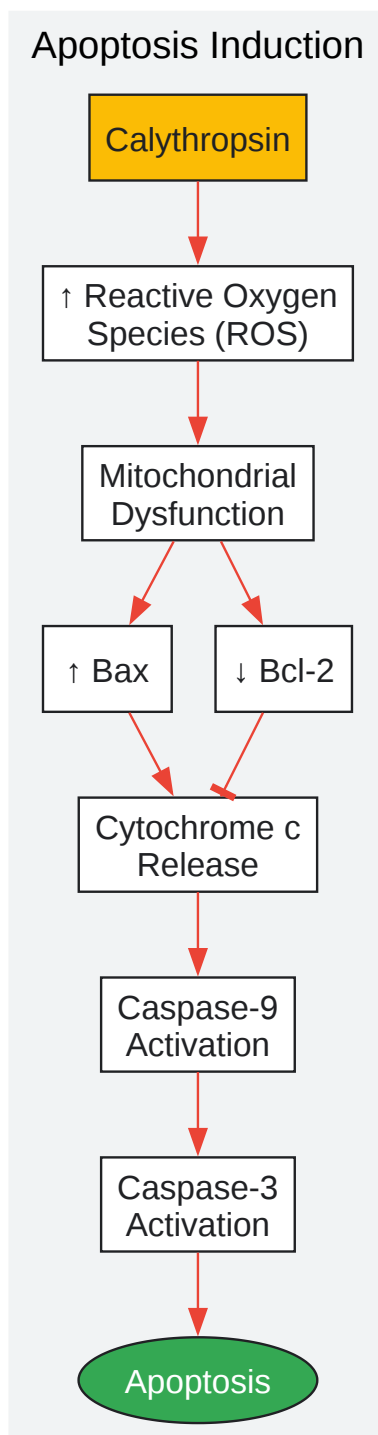 Apoptosis Induction
Calythropsin
↑ Reactive Oxygen
Species (ROS)
Mitochondrial
Dysfunction
↑ Bax
↓ Bcl-2
Cytochrome c
Release
Caspase-9
Activation
Caspase-3
Activation
Apoptosis